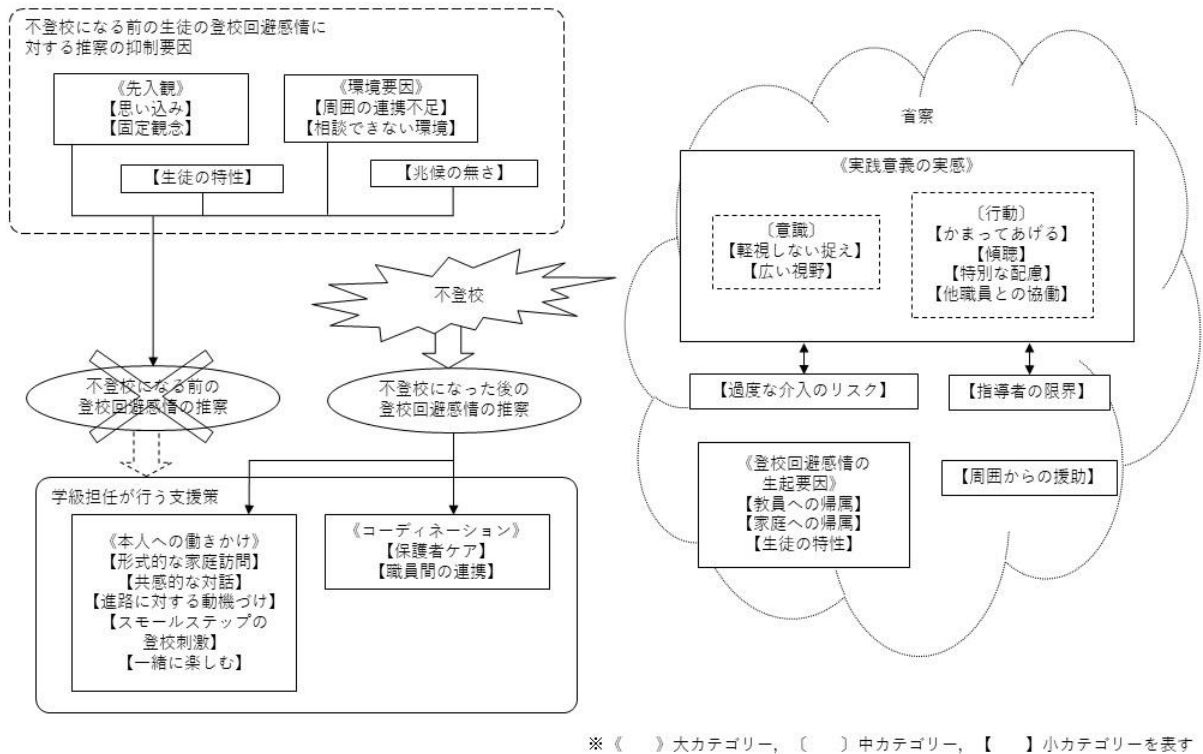 不登校になる前の生徒の登校回避感情に
対する推察の抑制要因
《先入観》
【思い込み】
【固定観念】
《環境要因》
【周囲の連携不足】
【相談できない環境】
【生徒の特性】
【兆候の無さ】
不登校
不登校になる前の
登校回避感情の推察
不登校になった後の
登校回避感情の推察
学級担任が行う支援策
《本人への働きかけ》
【形式的な家庭訪問】
【共感的な対話】
【進路に対する動機づけ】
【スモールステップの
登校刺激】
【一緒に楽しむ】
《コーディネーション》
【保護者ケア】
【職員間の連携】
省察
《実践意義の実感》
〔意識〕
【軽視しない捉え】
【広い視野】
〔行動〕
【かまってあげる】
【傾聴】
【特別な配慮】
【他職員との協働】
【過度な介入のリスク】
【指導者の限界】
《登校回避感情の
生起要因》
【教員への帰属】
【家庭への帰属】
【生徒の特性】
【周囲からの援助】
※《　　》大カテゴリー，〔　　〕中カテゴリー，【　　】小カテゴリーを表す